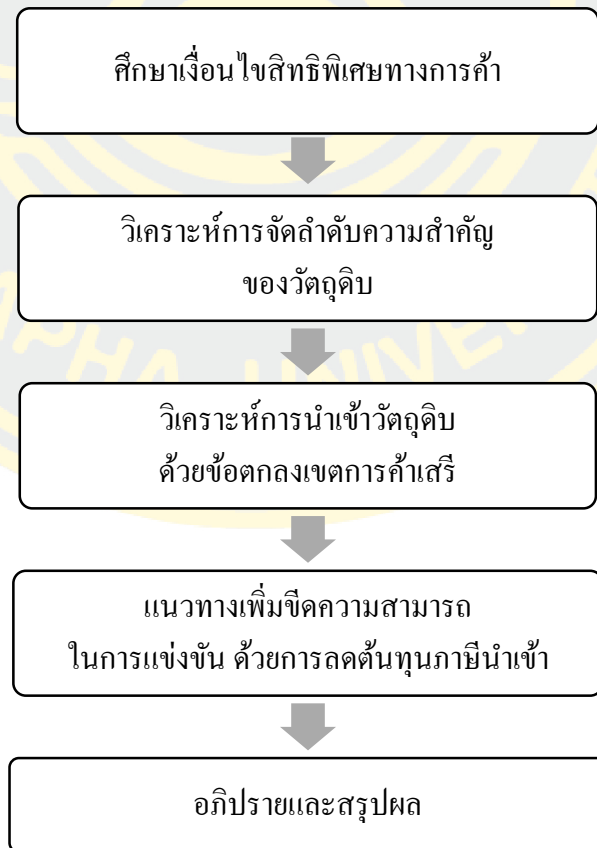 ศึกษาเงื่อนไขสิทธิพิเศษทางการค้า
วิเคราะห์การจัดลำดับความสำคัญ
ของวัตถุดิบ
APHA UNIVE
วิเคราะห์การนำเข้าวัตถุดิบ
ด้วยข้อตกลงเขตการค้าเสรี
แนวทางเพิ่มขีดความสามารถ
ในการแข่งขัน ด้วยการลดต้นทุนภาษีนำเข้า
อภิปรายและสรุปผล